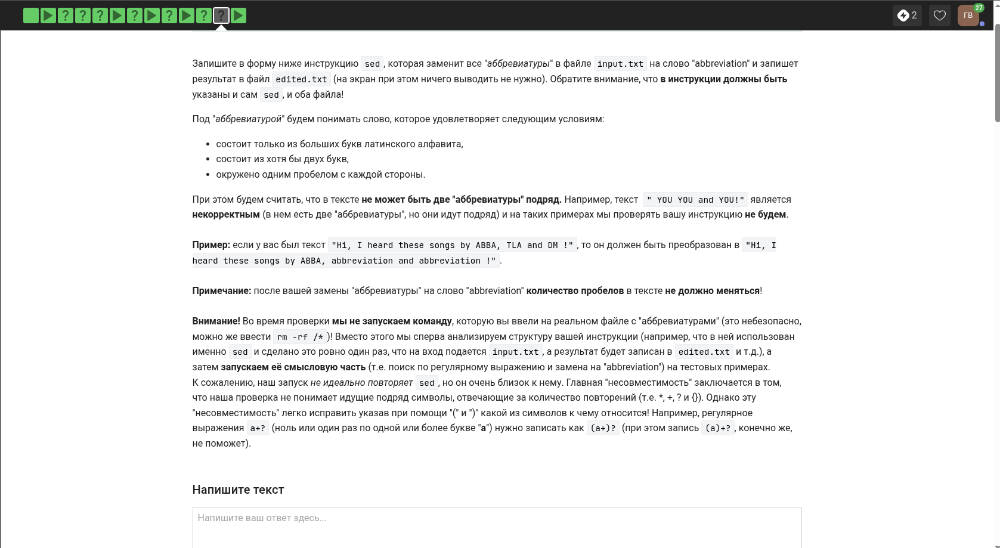 2
ГВ
27
Запишите в форму ниже инструкцию sed, которая заменит все "аббревиатуры" в файле input.txt на слово "abbreviation" и запишет
результат в файл edited.txt (на экран при этом ничего выводить не нужно). Обратите внимание, что в инструкции должны быть
указаны и сам sed, и оба файла!
Под "аббревиатурой" будем понимать слово, которое удовлетворяет следующим условиям:
• состоит только из больших букв латинского алфавита,
• состоит из хотя бы двух букв,
• окружено одним пробелом с каждой стороны.
При этом будем считать, что в тексте не может быть две "аббревиатуры" подряд. Например, текст " YOU YOU and YOU!" является
некорректным (в нем есть две "аббревиатуры", но они идут подряд) и на таких примерах мы проверять вашу инструкцию не будем.
Пример: если у вас был текст "Hi, I heard these songs by ABBA, TLA and DM !", то он должен быть преобразован в "Hi, I
heard these songs by ABBA, abbreviation and abbreviation !".
Примечание: после вашей замены "аббревиатуры" на слово "abbreviation" количество пробелов в тексте не должно меняться!
Внимание! Во время проверки мы не запускаем команду, которую вы ввели на реальном файле с "аббревиатурами" (это небезопасно,
можно же ввести rm -rf /*)! Вместо этого мы сперва анализируем структуру вашей инструкции (например, что в ней использован
именно sed и сделано это ровно один раз, что на вход подается input.txt, а результат будет записан в edited.txt и т.д.), а
затем запускаем её смысловую часть (т.е. поиск по регулярному выражению и замена на "abbreviation") на тестовых примерах.
К сожалению, наш запуск не идеально повторяет sed, но он очень близок к нему. Главная "несовместимость" заключается в том,
что наша проверка не понимает идущие подряд символы, отвечающие за количество повторений (т.е. *, +, ? и {}). Однако эту
"несовместимость" легко исправить указав при помощи "(" и ")" какой из символов к чему относится! Например, регулярное
выражения a+? (ноль или один раз по одной или более букве "a") нужно записать как (a+)? (при этом запись (a)+?, конечно же,
не поможет).
Напишите текст
Напишите ваш ответ здесь...